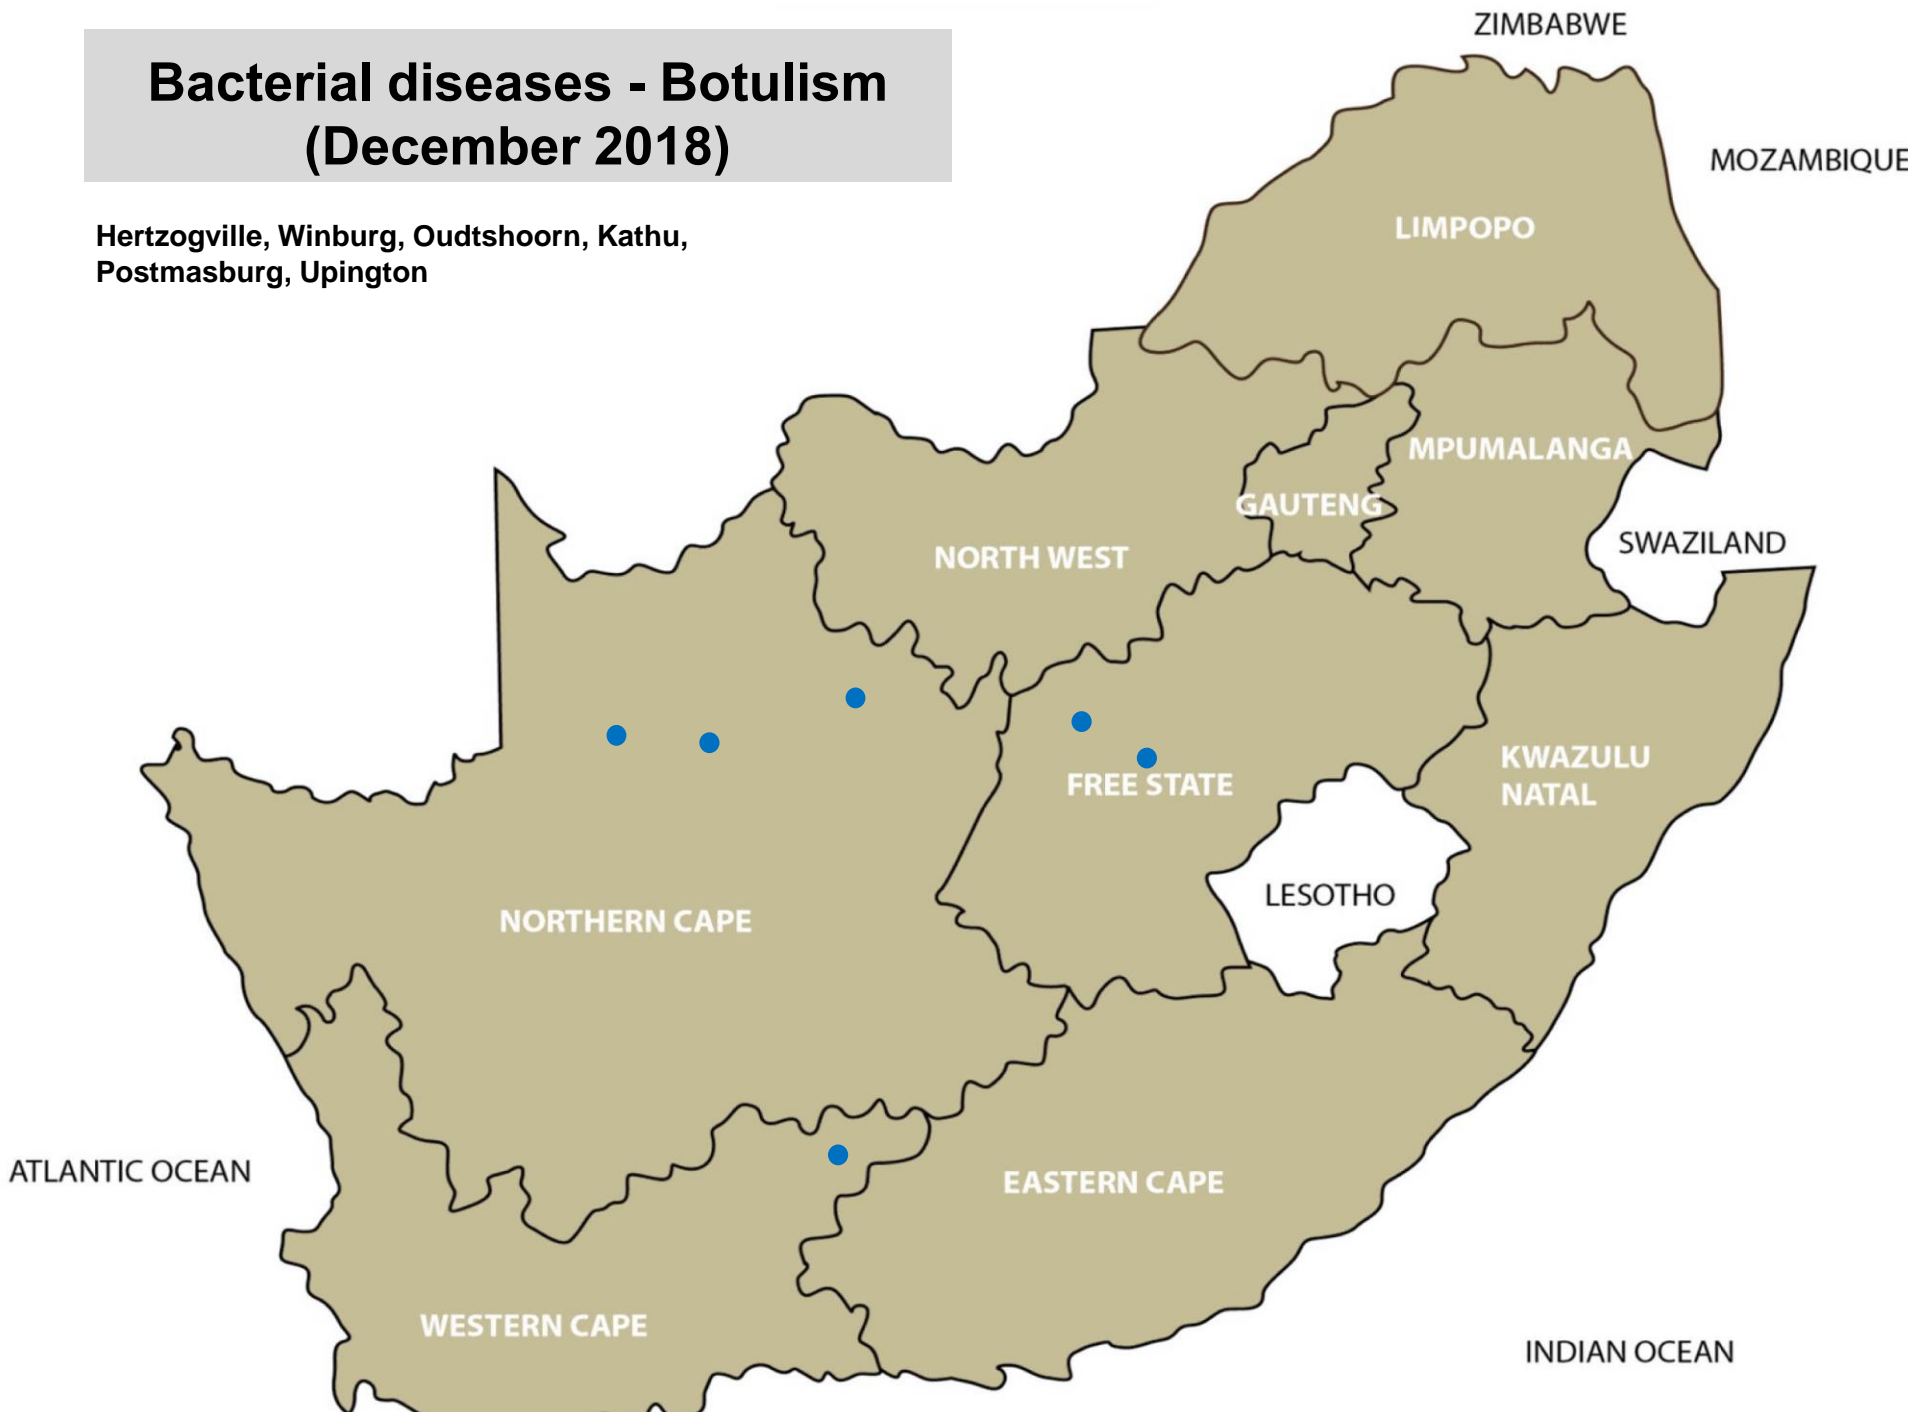 Bacterial diseases - Botulism
(December 2018)
Hertzogville, Winburg, Oudtshoorn, Kathu,
Postmasburg, Upington
ZIMBABWE
MOZAMBIQUE
LIMPOPO
MPUMALANGA
GAUTENG
SWAZILAND
NORTH WEST
KWAZULU
NATAL
FREE STATE
LESOTHO
NORTHERN CAPE
ATLANTIC OCEAN
EASTERN CAPE
WESTERN CAPE
INDIAN OCEAN